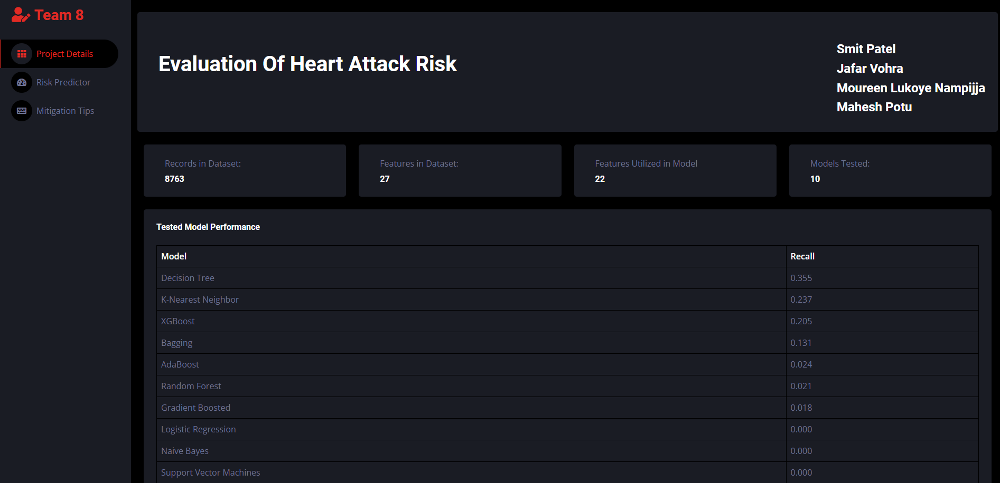 Team 8
Project Details
Risk Predictor
Mitigation Tips
Evaluation Of Heart Attack Risk
Smit Patel
Jafar Vohra
Moureen Lukoye Nampijja
Mahesh Potu
Records in Dataset:
8763
Features in Dataset:
27
Features Utilized in Model
22
Models Tested:
10
Tested Model Performance
Model Recall
Decision Tree 0.355
K-Nearest Neighbor 0.237
XGBoost 0.205
Bagging 0.131
AdaBoost 0.024
Random Forest 0.021
Gradient Boosted 0.018
Logistic Regression 0.000
Naive Bayes 0.000
Support Vector Machines 0.000